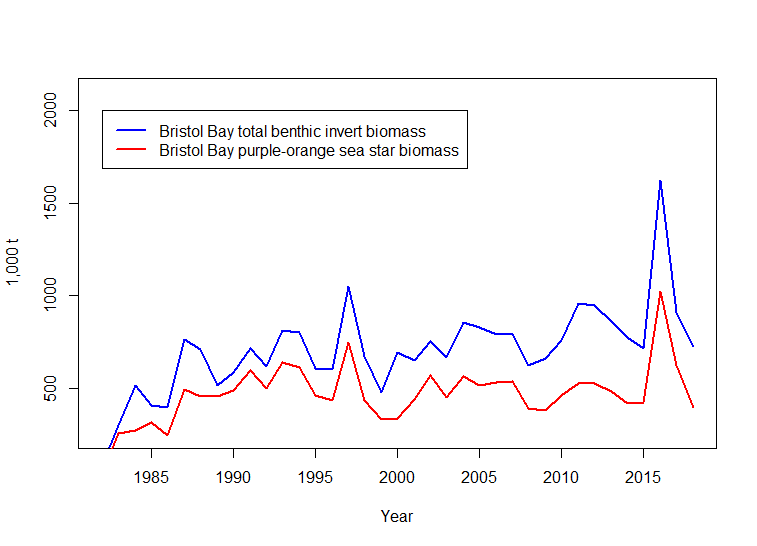 2000
1500
1000
500
1,000 t
Bristol Bay total benthic invert biomass
Bristol Bay purple-orange sea star biomass
1985 1990 1995 2000 2005 2010 2015
Year